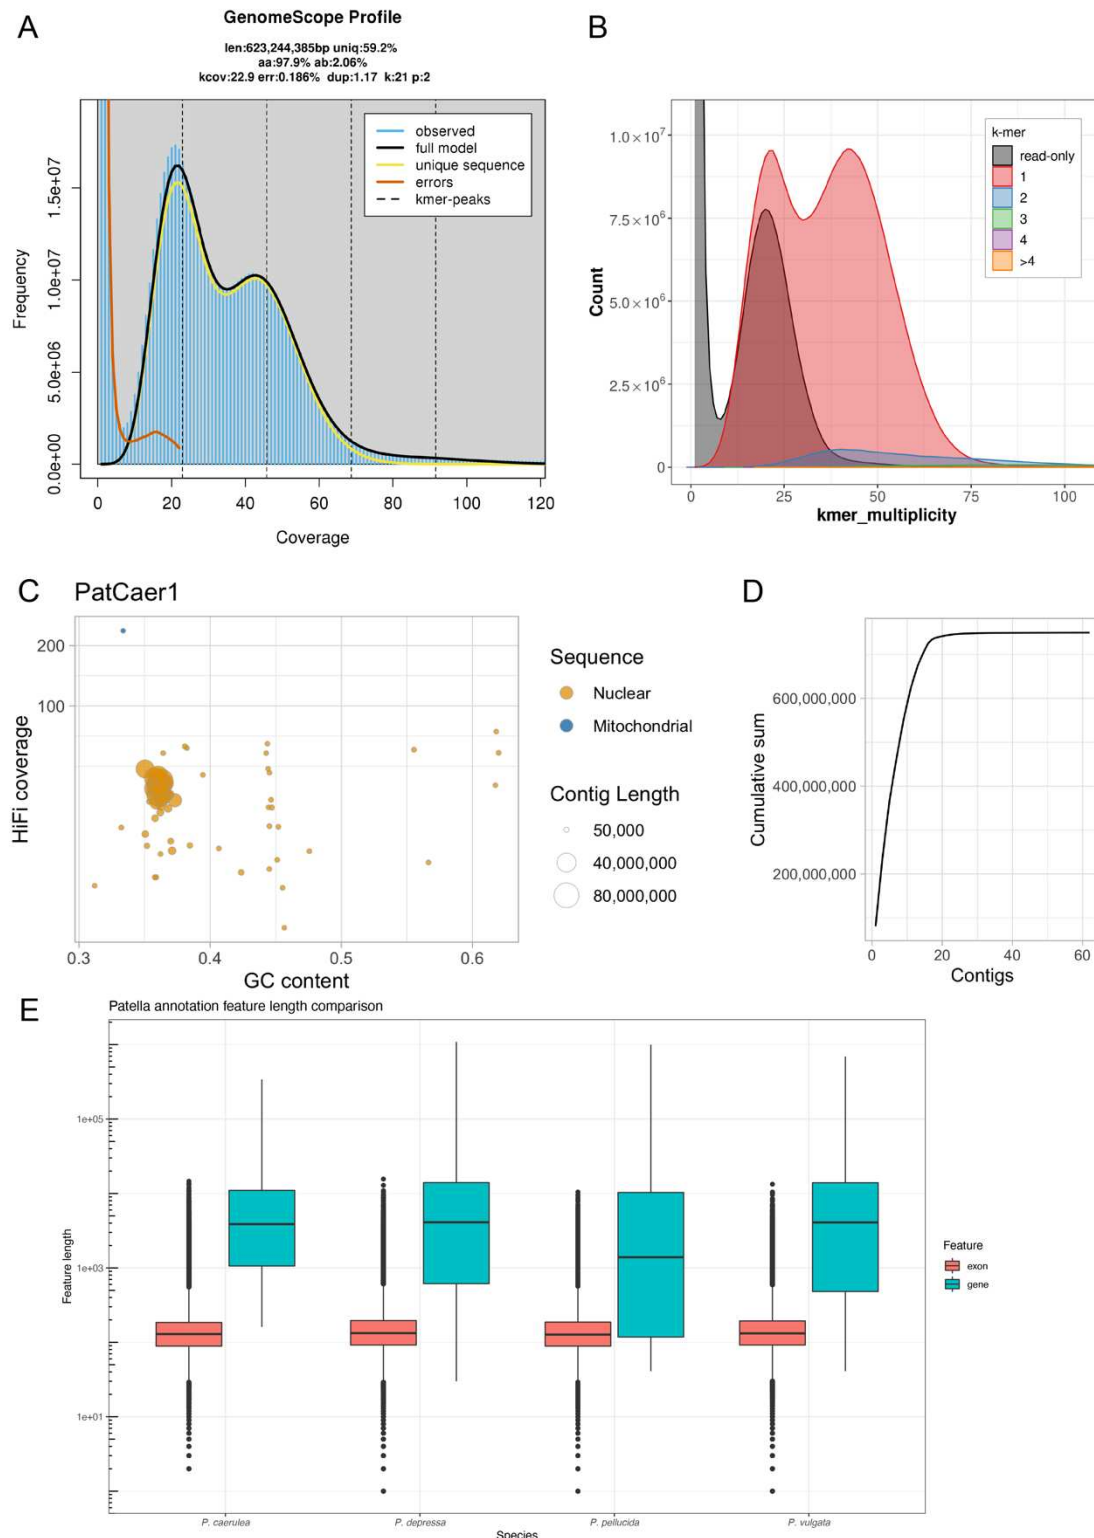 A
GenomeScope Profile
len:623,244,385bp uniq:59.2%
aa:97.9% ab:2.06%
kcov:22.9 err:0.186% dup:1.17 k:21 p:2
observed
full model
unique sequence
errors
kmer-peaks
Frequency
0.0e+00
5.0e+06
1.0e+07
1.5e+07
0
20
40
60
80
100
120
Coverage
B
k-mer
read-only
1
2
3
4
>4
Count
1.0×10⁷
7.5×10⁶
5.0×10⁶
2.5×10⁶
0
0
25
50
75
100
kmer_multiplicity
C
PatCaer1
HiFi coverage
200
100
0.3
0.4
0.5
0.6
GC content
Sequence
Nuclear
Mitochondrial
Contig Length
50,000
40,000,000
80,000,000
D
Cumulative sum
600,000,000
400,000,000
200,000,000
0
20
40
60
Contigs
E
Patella annotation feature length comparison
Feature length
1e+05
1e+03
1e+01
P. caerulea
P. depressa
P. pellucida
P. vulgata
Species
Feature
exon
gene